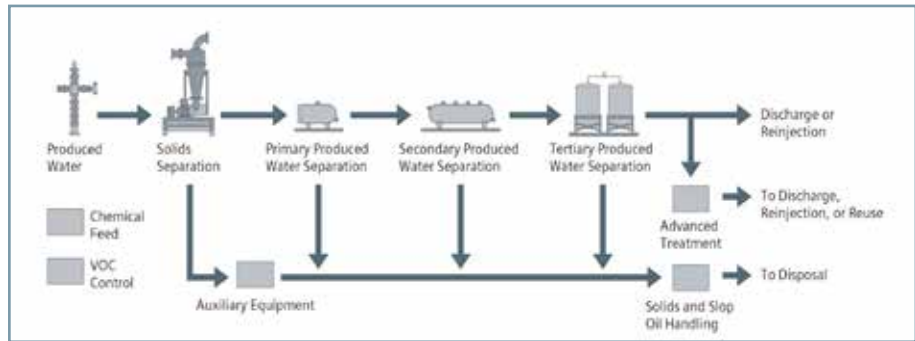 Produced
Water
Solids
Separation
Primary Produced
Water Separation
Secondary Produced
Water Separation
Tertiary Produced
Water Separation
Discharge or
Reinjection
Chemical
Feed
VOC
Control
Auxiliary Equipment
Advanced
Treatment
To Discharge,
Reinjection, or Reuse
Solids and Slop
Oil Handling
To Disposal